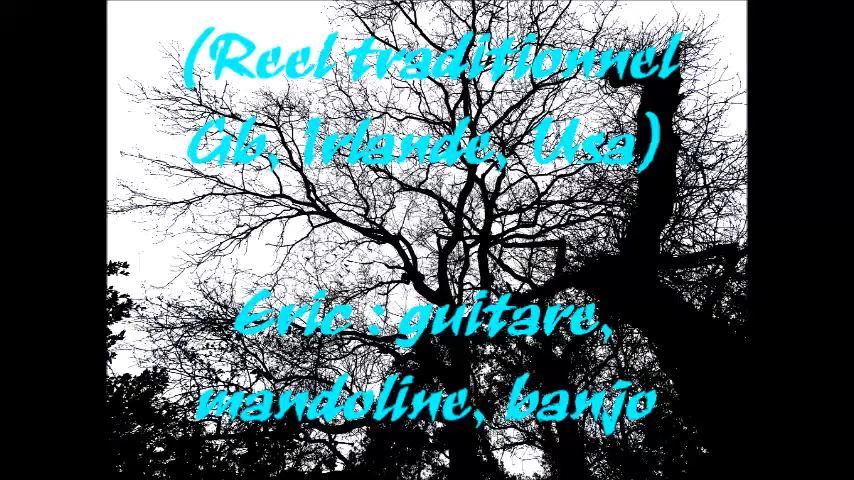 (Reel traditionnel
Gb, Irlande, Usa)
Eric : guitare,
mandoline, banjo